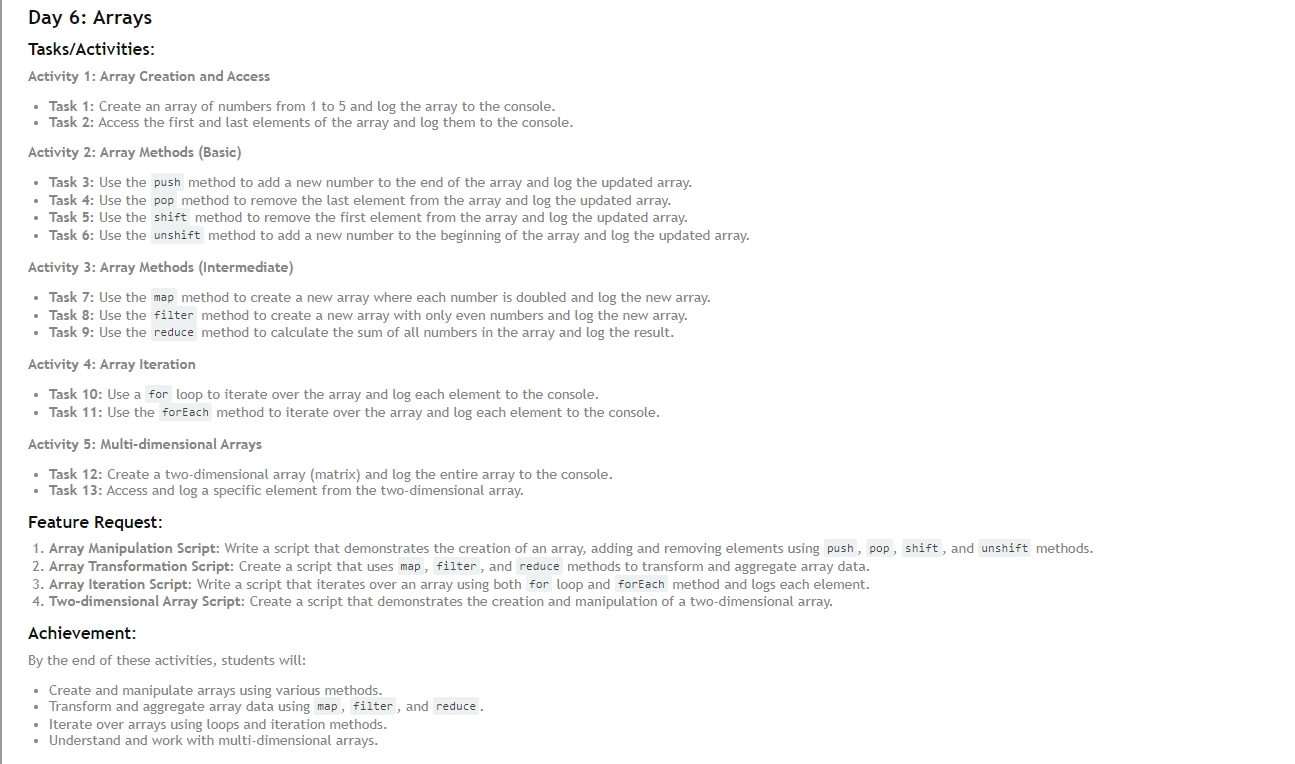 Day 6: Arrays
Tasks/Activities:
Activity 1: Array Creation and Access
• Task 1: Create an array of numbers from 1 to 5 and log the array to the console.
• Task 2: Access the first and last elements of the array and log them to the console.
Activity 2: Array Methods (Basic)
• Task 3: Use the push method to add a new number to the end of the array and log the updated array.
• Task 4: Use the pop method to remove the last element from the array and log the updated array.
• Task 5: Use the shift method to remove the first element from the array and log the updated array.
• Task 6: Use the unshift method to add a new number to the beginning of the array and log the updated array.
Activity 3: Array Methods (Intermediate)
• Task 7: Use the map method to create a new array where each number is doubled and log the new array.
• Task 8: Use the filter method to create a new array with only even numbers and log the new array.
• Task 9: Use the reduce method to calculate the sum of all numbers in the array and log the result.
Activity 4: Array Iteration
• Task 10: Use a for loop to iterate over the array and log each element to the console.
• Task 11: Use the forEach method to iterate over the array and log each element to the console.
Activity 5: Multi-dimensional Arrays
• Task 12: Create a two-dimensional array (matrix) and log the entire array to the console.
• Task 13: Access and log a specific element from the two-dimensional array.
Feature Request:
1. Array Manipulation Script: Write a script that demonstrates the creation of an array, adding and removing elements using push, pop, shift, and unshift methods.
2. Array Transformation Script: Create a script that uses map, filter, and reduce methods to transform and aggregate array data.
3. Array Iteration Script: Write a script that iterates over an array using both for loop and forEach method and logs each element.
4. Two-dimensional Array Script: Create a script that demonstrates the creation and manipulation of a two-dimensional array.
Achievement:
By the end of these activities, students will:
• Create and manipulate arrays using various methods.
• Transform and aggregate array data using map, filter, and reduce.
• Iterate over arrays using loops and iteration methods.
• Understand and work with multi-dimensional arrays.